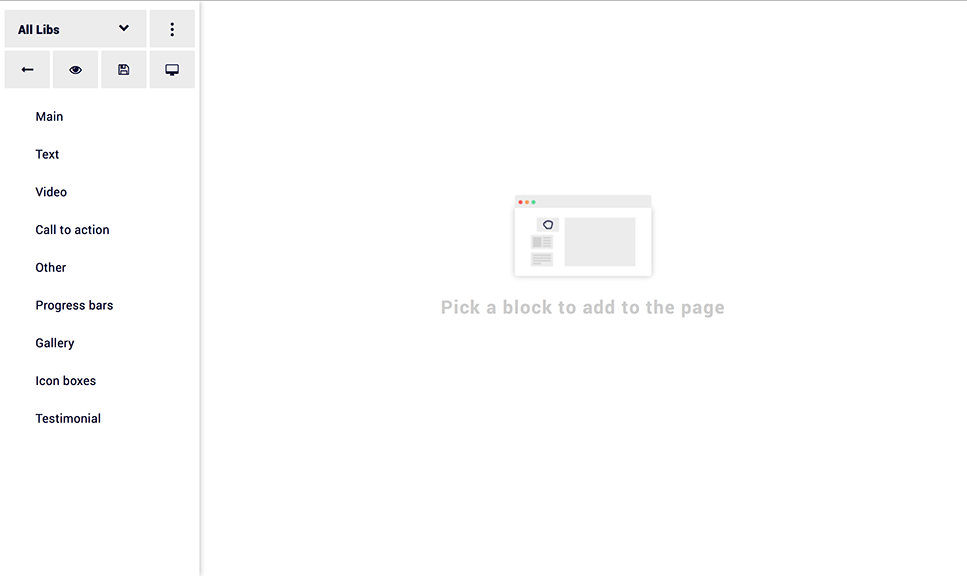 All Libs
Main
Text
Video
Call to action
Other
Progress bars
Gallery
Icon boxes
Testimonial
Pick a block to add to the page